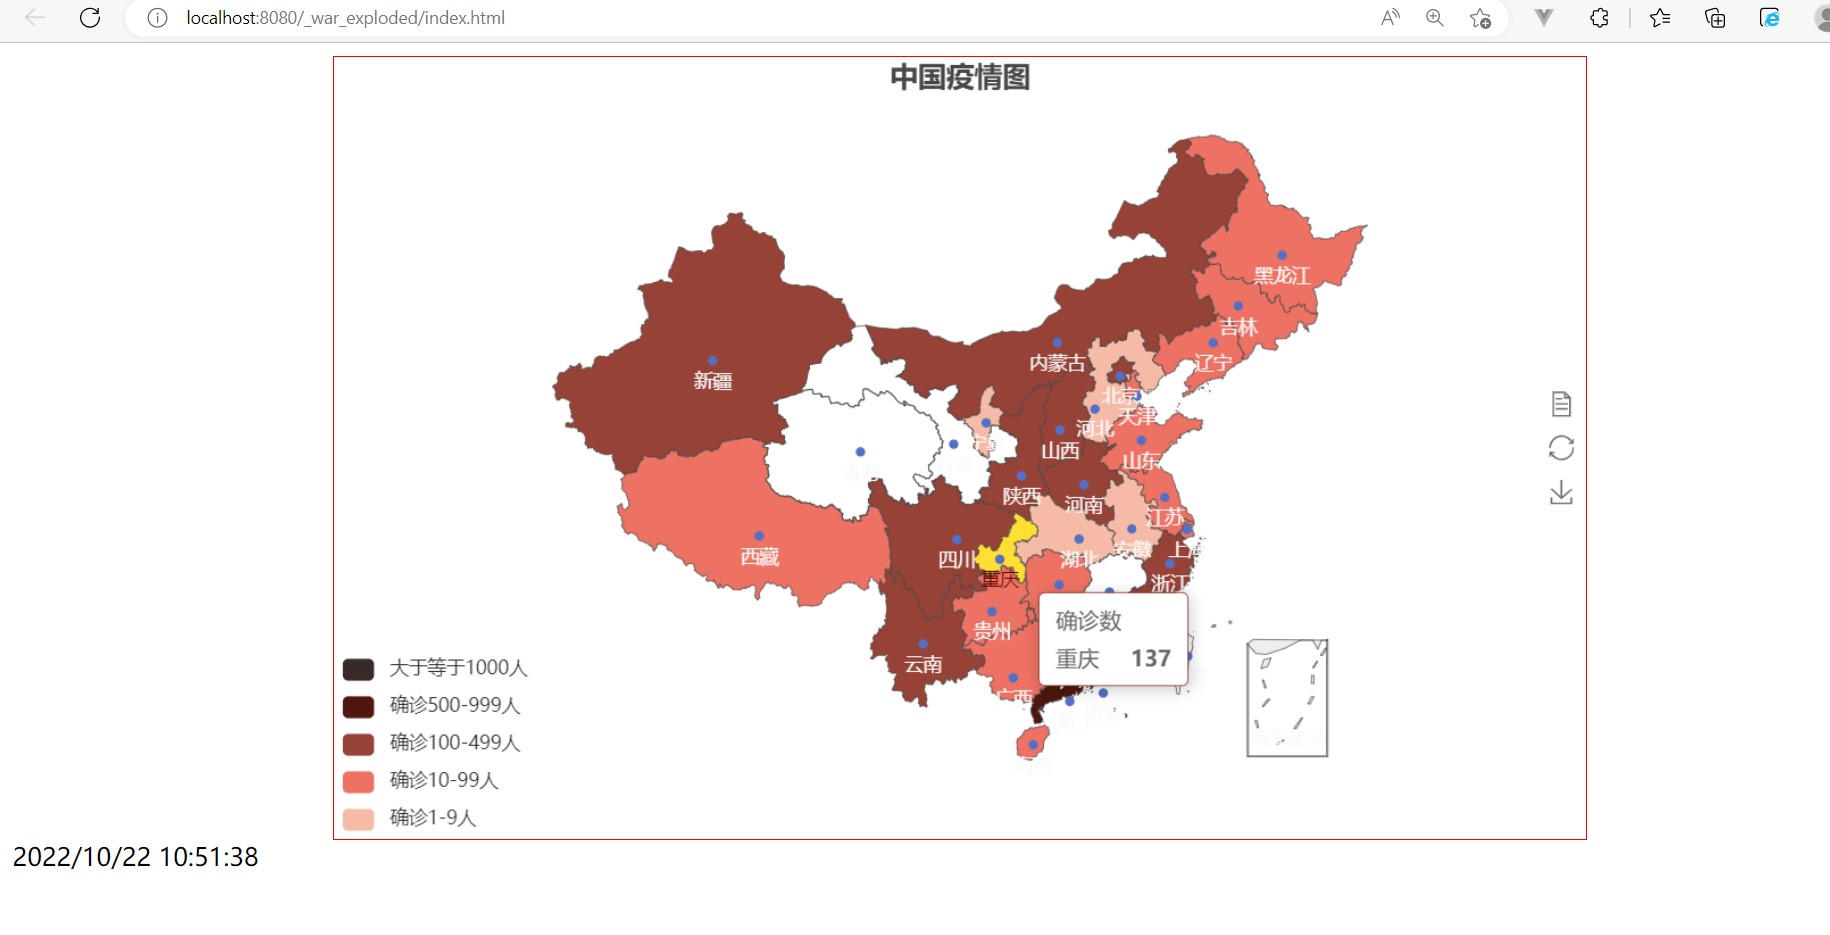 localhost:8080/_war_exploded/index.html
中国疫情图
黑龙江
吉林
内蒙古
辽宁
新疆
北京
天津
河北
宁夏
山西
山东
陕西
河南
江苏
西藏
四川
湖北
安徽
上海
重庆
浙江
确诊数
重庆 137
贵州
云南
广西
大于等于1000人
确诊500-999人
确诊100-499人
确诊10-99人
确诊1-9人
2022/10/22 10:51:38